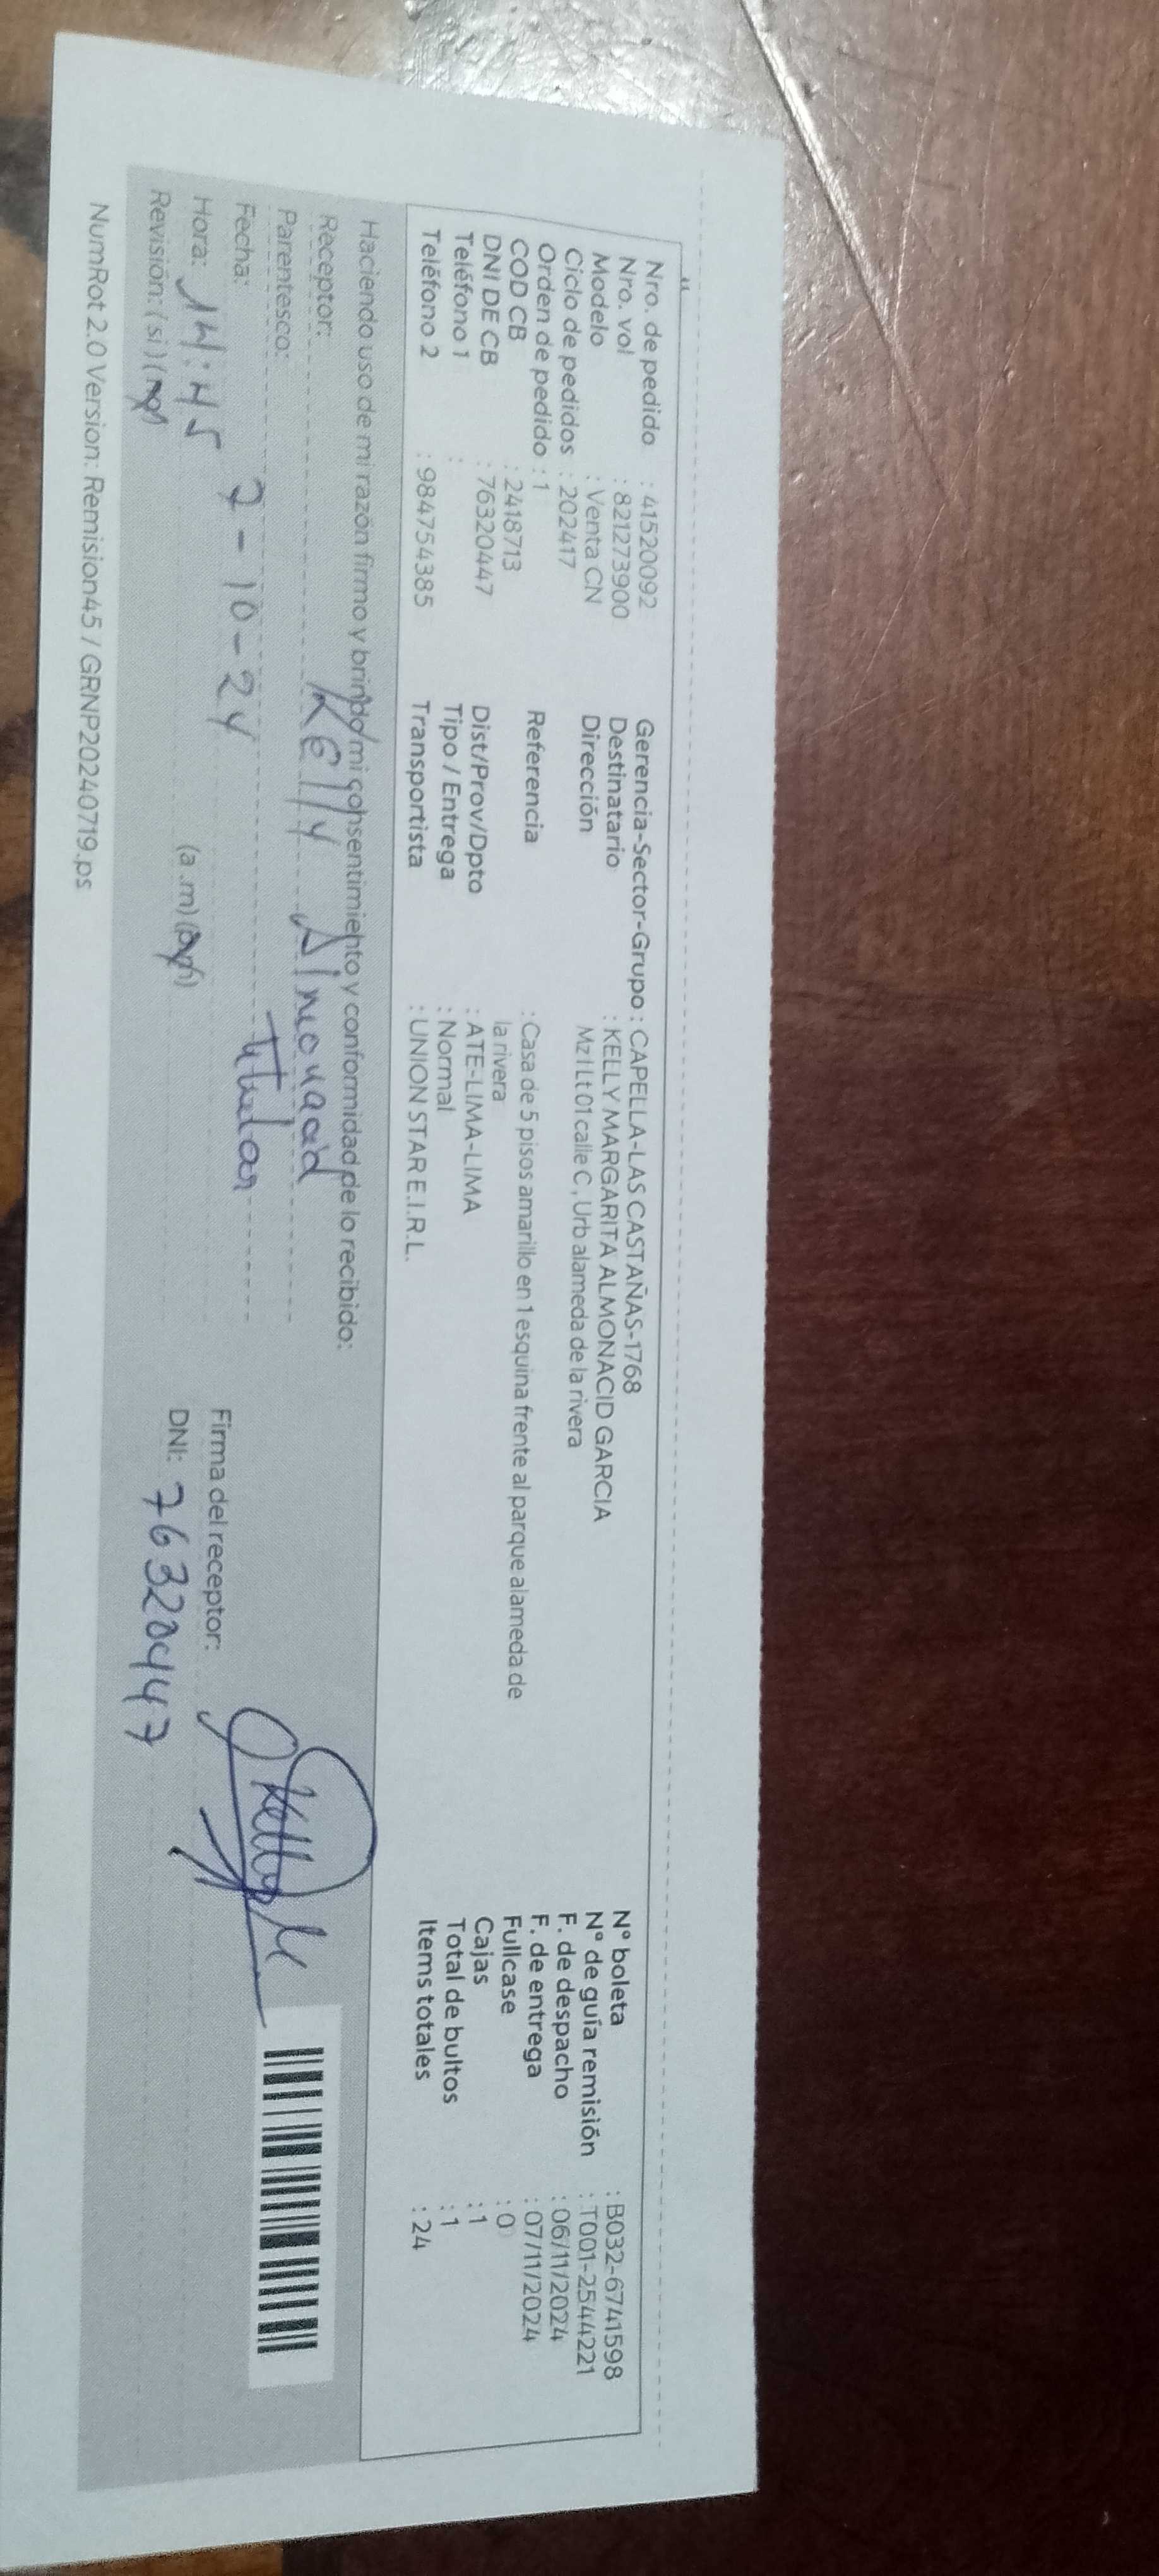 Nro. de pedido : 41520092
Nro. vol : 821273900
Modelo : Venta CN
Ciclo de pedidos : 202417
Orden de pedido : 1
COD CB : 2418713
DNI DE CB : 76320447
Teléfono 1 :
Teléfono 2 : 984754385
Gerencia-Sector-Grupo : CAPELLA-LAS CASTAÑAS-1768
Destinatario : KELLY MARGARITA ALMONACID GARCIA
Dirección Mz I Lt 01 calle C , Urb alameda de la rivera
Referencia : Casa de 5 pisos amarillo en 1 esquina frente al parque alameda de
la rivera
Dist/Prov/Dpto : ATE-LIMA-LIMA
Tipo / Entrega : Normal
Transportista : UNION STAR E.I.R.L.
N° boleta : B032-6741598
N° de guía remisión : T001-2544221
F. de despacho : 06/11/2024
F. de entrega : 07/11/2024
Fullcase : 0
Cajas : 1
Total de bultos : 1
Items totales : 24
Haciendo uso de mi razón firmo y brindo mi consentimiento y conformidad de lo recibido:
Receptor: Kelly Almonacid
Parentesco: titular
Fecha: 7-10-24
Hora: 14:45 (a .m) (p.m)
Revisión: (si) (no)
Firma del receptor: Kelly
DNI: 76320447
NumRot 2.0 Version: Remision45 / GRNP20240719.ps